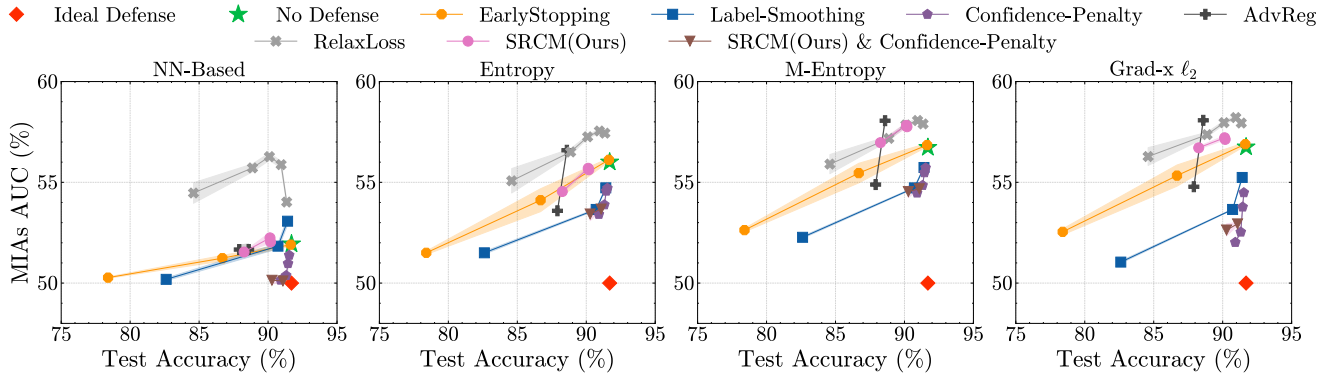 Ideal Defense No Defense EarlyStopping Label-Smoothing Confidence-Penalty AdvReg
RelaxLoss SRCM(Ours) SRCM(Ours) & Confidence-Penalty
NN-Based Entropy M-Entropy Grad-x ℓ₂
MIAs AUC (%)
60 60 60 60
55 55 55 55
50 50 50 50
75 80 85 90 95 75 80 85 90 95 75 80 85 90 95 75 80 85 90 95
Test Accuracy (%) Test Accuracy (%) Test Accuracy (%) Test Accuracy (%)